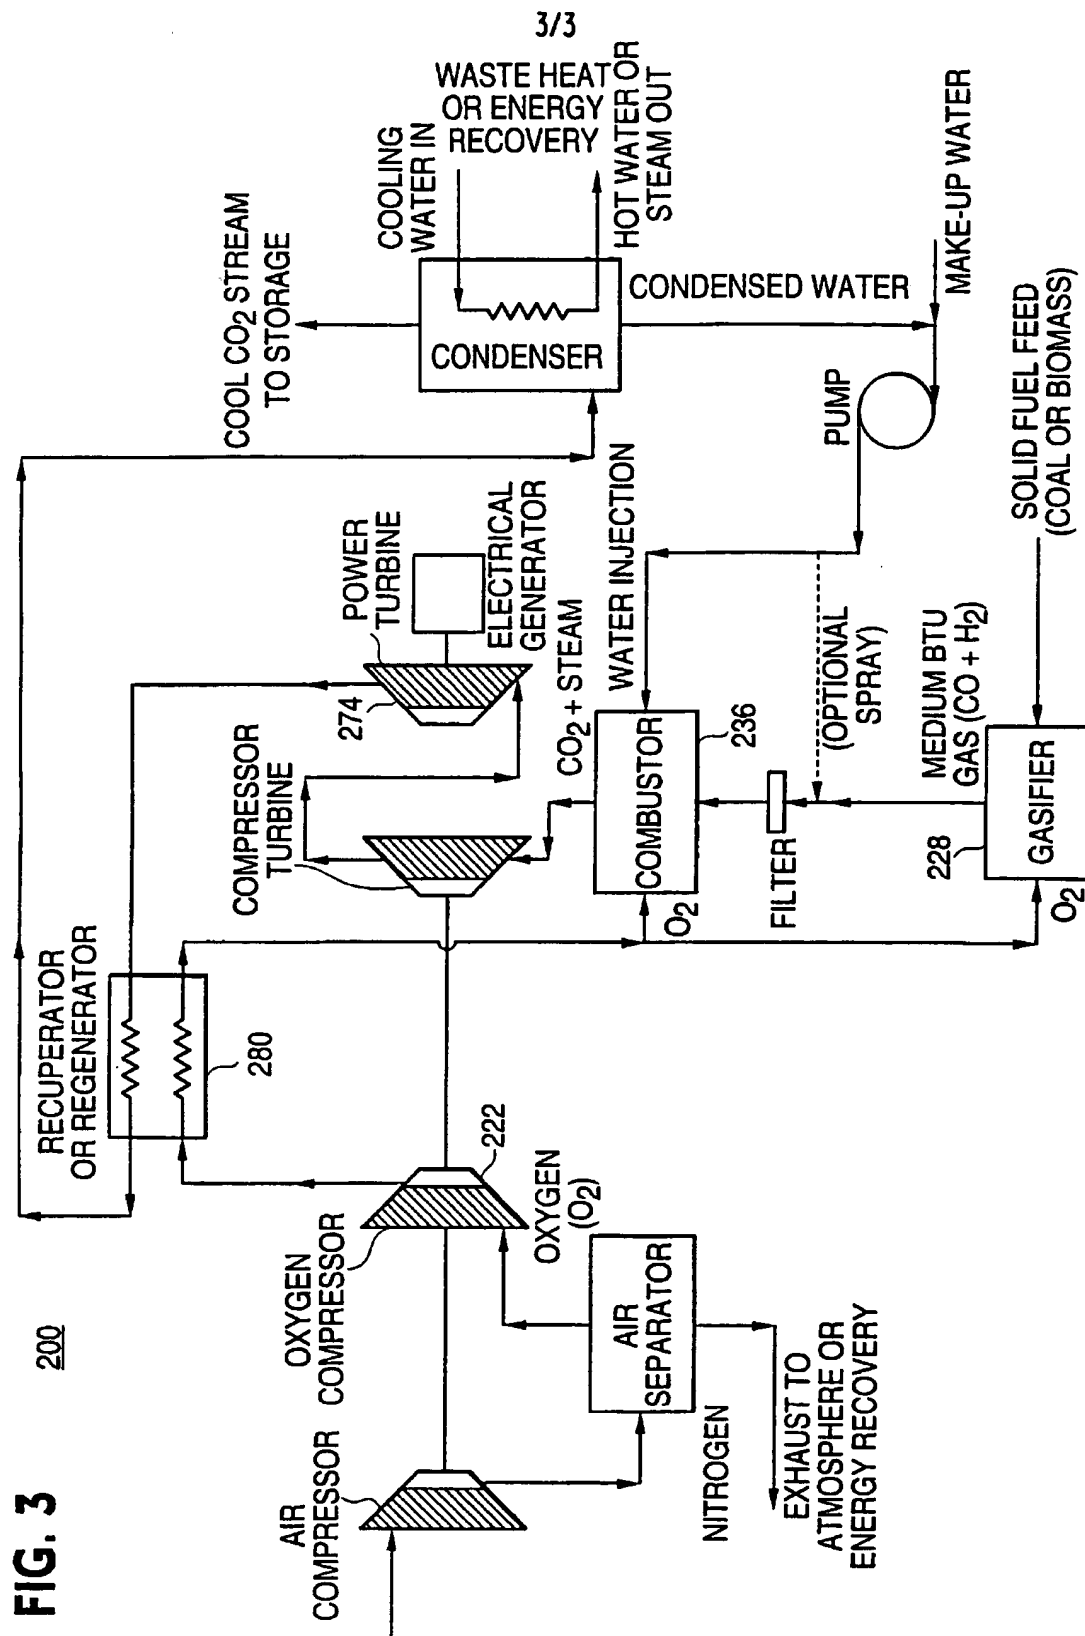 3/3
FIG. 3
200
AIR
COMPRESSOR
OXYGEN
COMPRESSOR
222
RECUPERATOR
OR REGENERATOR
280
COMPRESSOR
TURBINE
274
POWER
TURBINE
ELECTRICAL
GENERATOR
COOL CO2 STREAM
TO STORAGE
COOLING
WATER IN
WASTE HEAT
OR ENERGY
RECOVERY
HOT WATER OR
STEAM OUT
CONDENSER
CONDENSED WATER
MAKE-UP WATER
PUMP
WATER INJECTION
CO2 + STEAM
COMBUSTOR
236
O2
(OPTIONAL
SPRAY)
FILTER
MEDIUM BTU
GAS (CO + H2)
SOLID FUEL FEED
(COAL OR BIOMASS)
GASIFIER
228
O2
OXYGEN
(O2)
AIR
SEPARATOR
NITROGEN
EXHAUST TO
ATMOSPHERE OR
ENERGY RECOVERY